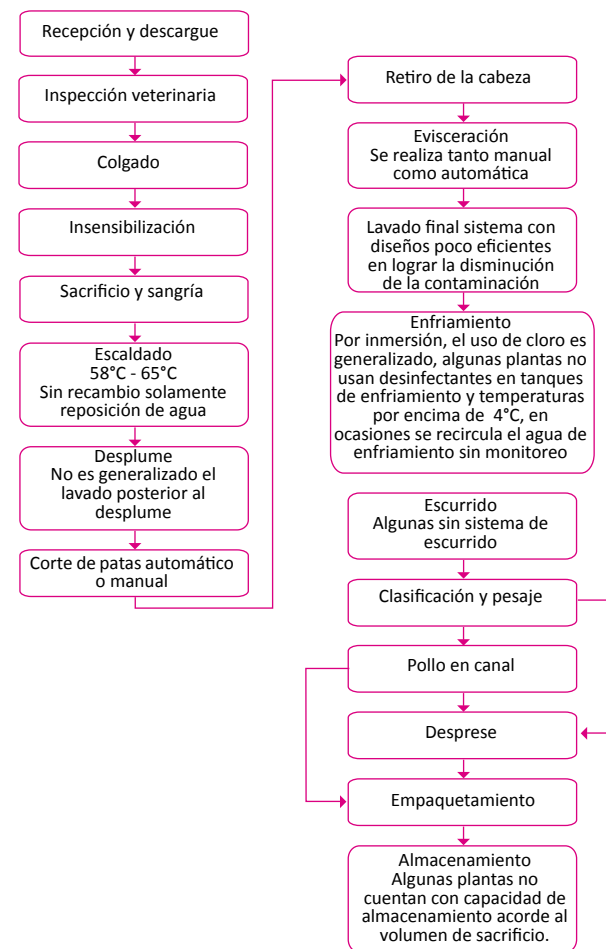 Recepción y descargue
Inspección veterinaria
Colgado
Insensibilización
Sacrificio y sangría
Escaldado
58°C - 65°C
Sin recambio solamente
reposición de agua
Desplume
No es generalizado el
lavado posterior al
desplume
Corte de patas automático
o manual
Retiro de la cabeza
Evisceración
Se realiza tanto manual
como automática
Lavado final sistema con
diseños poco eficientes
en lograr la disminución
de la contaminación
Enfriamiento
Por inmersión, el uso de cloro es
generalizado, algunas plantas no
usan desinfectantes en tanques
de enfriamiento y temperaturas
por encima de 4°C, en
ocasiones se recircula el agua de
enfriamiento sin monitoreo
Escurrido
Algunas sin sistema de
escurrido
Clasificación y pesaje
Pollo en canal
Desprese
Empaquetamiento
Almacenamiento
Algunas plantas no
cuentan con capacidad de
almacenamiento acorde al
volumen de sacrificio.